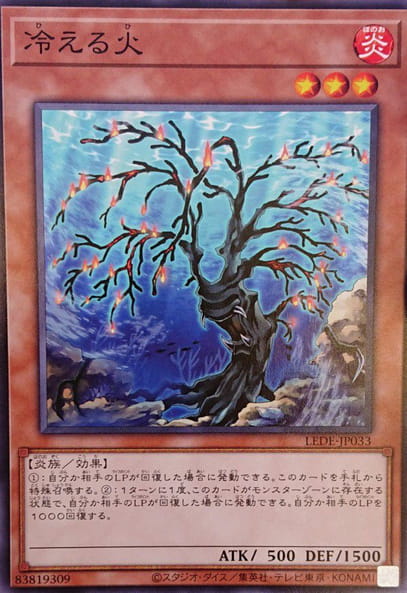 冷える火
炎
LEDE-JP033
【炎族/効果】
①：自分か相手のLPが回復した場合に発動できる。このカードを手札から
特殊召喚する。②：1ターンに1度、このカードがモンスターゾーンに存在する
状態で、自分か相手のLPが回復した場合に発動できる。自分か相手のLPを
1000回復する。
ATK/ 500 DEF/1500
83819309
©スタジオ・ダイス/集英社・テレビ東京・KONAMI